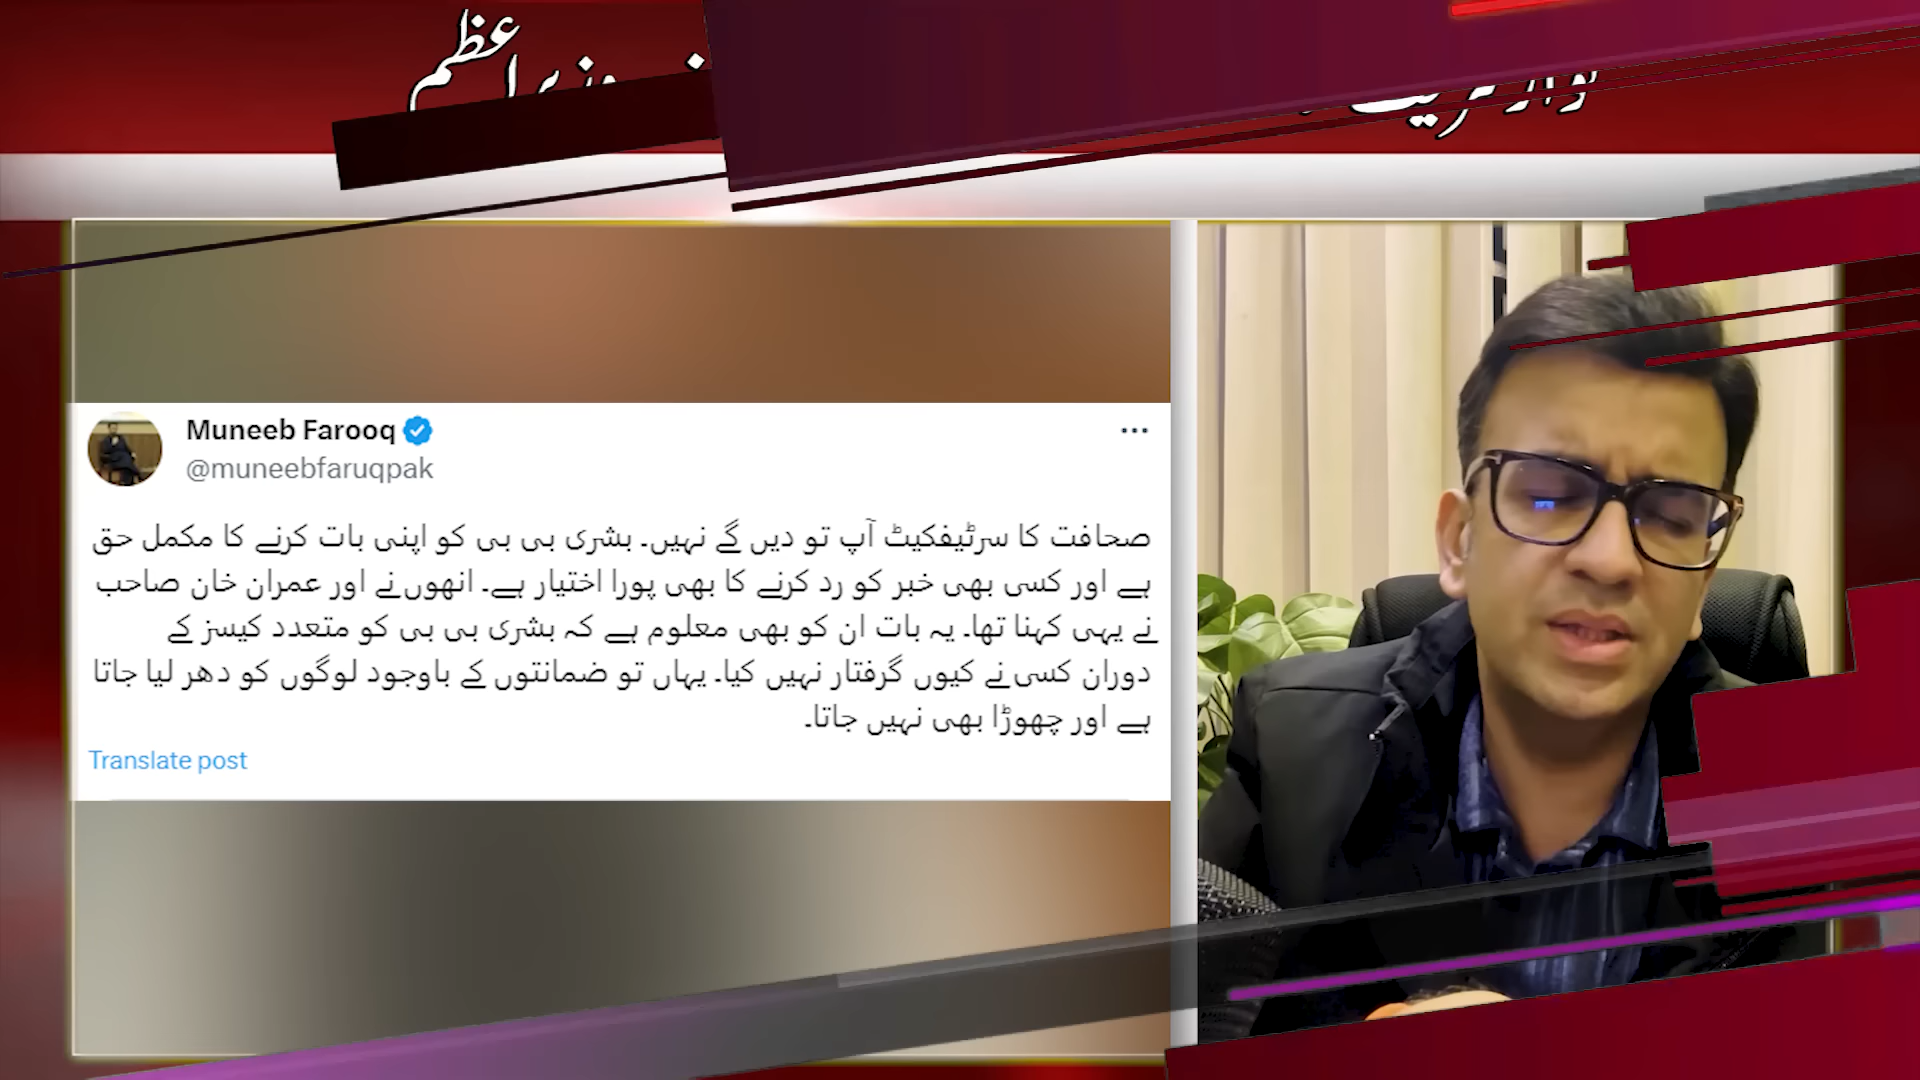 وزیر اعظم
Muneeb Farooq
@muneebfaruqpak
صحافت کا سرٹیفکیٹ آپ تو دیں گے نہیں۔ بشری بی بی کو اپنی بات کرنے کا مکمل حق
ہے اور کسی بھی خبر کو رد کرنے کا بھی پورا اختیار ہے۔ انھوں نے اور عمران خان صاحب
نے یہی کہنا تھا۔ یہ بات ان کو بھی معلوم ہے کہ بشری بی بی کو متعدد کیسز کے
دوران کسی نے کیوں گرفتار نہیں کیا۔ یہاں تو ضمانتوں کے باوجود لوگوں کو دھر لیا جاتا
ہے اور چھوڑا بھی نہیں جاتا۔
Translate post